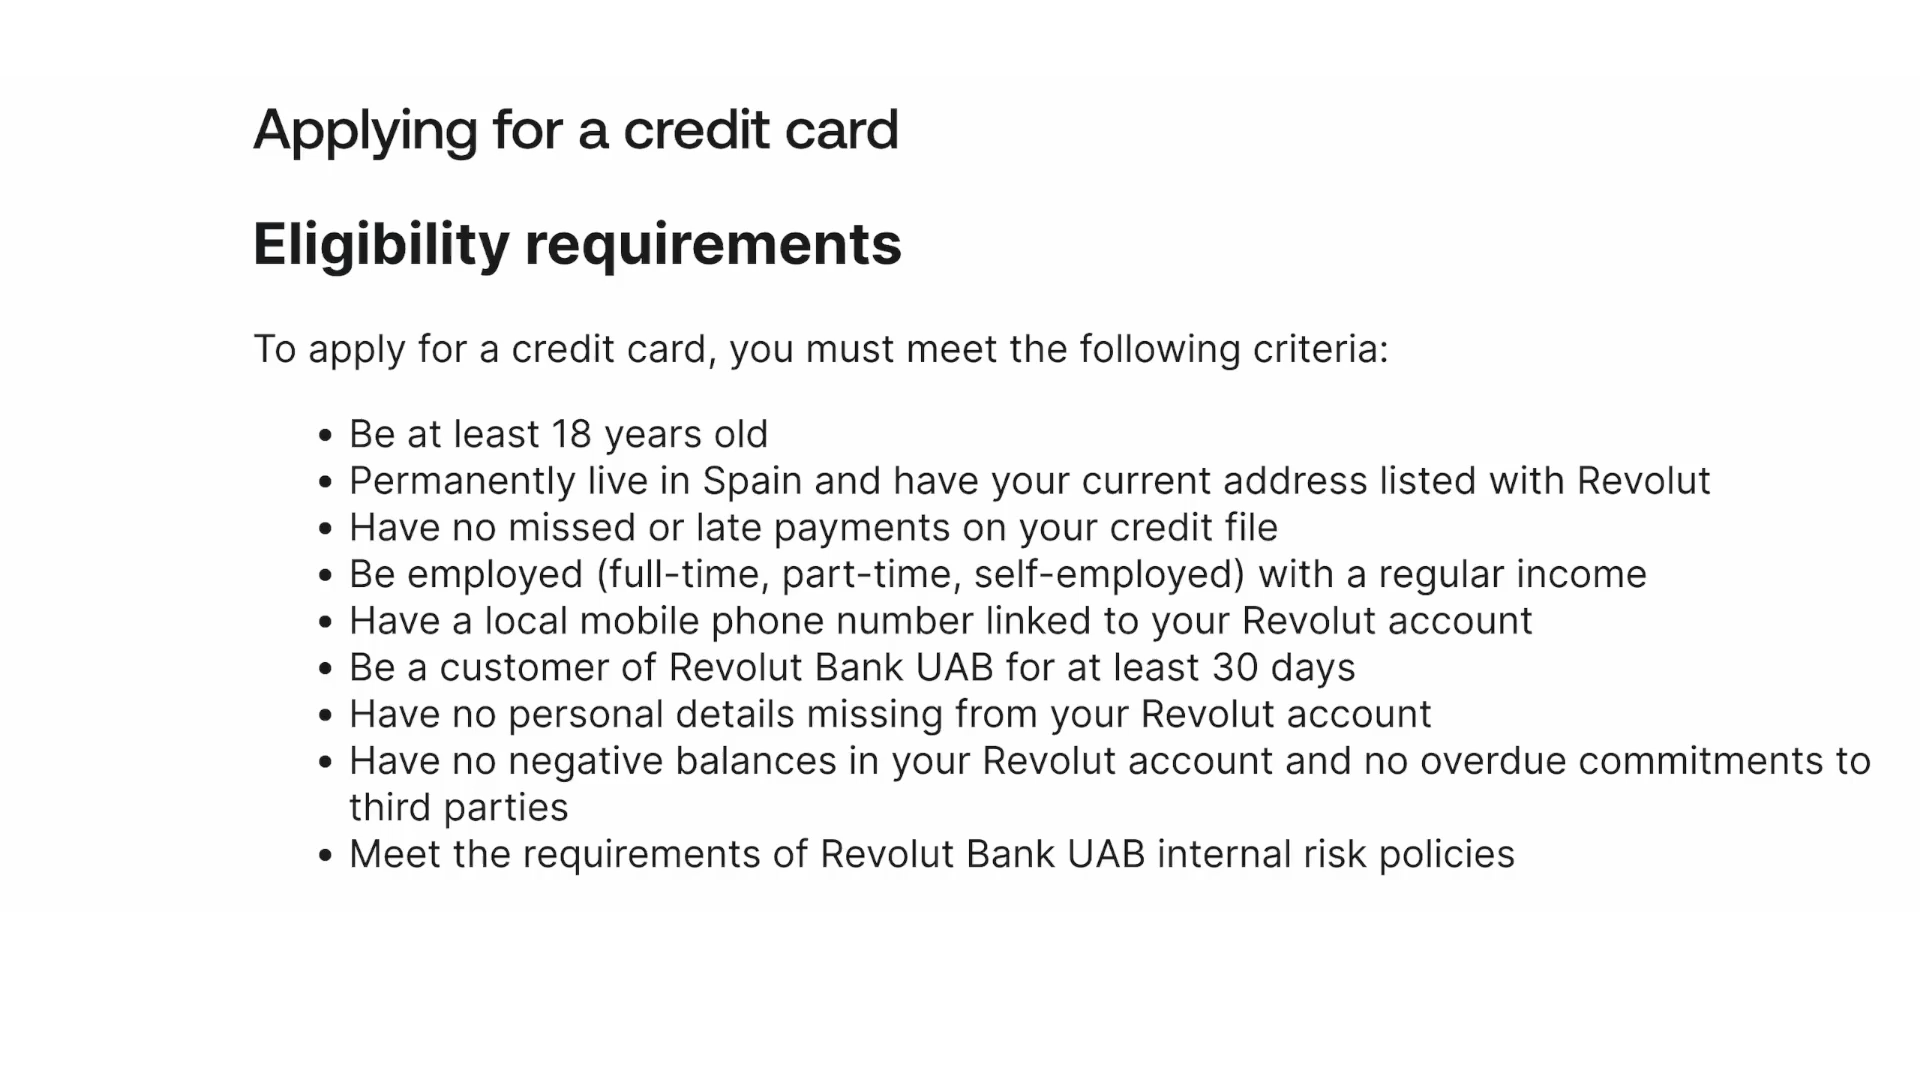 Applying for a credit card
Eligibility requirements
To apply for a credit card, you must meet the following criteria:
• Be at least 18 years old
• Permanently live in Spain and have your current address listed with Revolut
• Have no missed or late payments on your credit file
• Be employed (full-time, part-time, self-employed) with a regular income
• Have a local mobile phone number linked to your Revolut account
• Be a customer of Revolut Bank UAB for at least 30 days
• Have no personal details missing from your Revolut account
• Have no negative balances in your Revolut account and no overdue commitments to
third parties
• Meet the requirements of Revolut Bank UAB internal risk policies